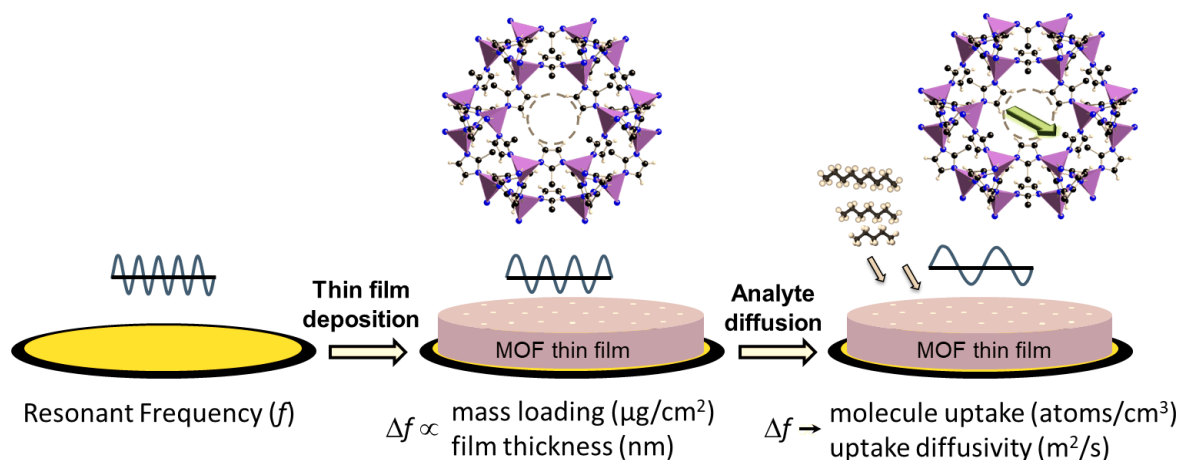 Thin film
deposition
Analyte
diffusion
MOF thin film
MOF thin film
Resonant Frequency (f)
Δf ∝ mass loading (µg/cm²)
film thickness (nm)
Δf → molecule uptake (atoms/cm³)
uptake diffusivity (m²/s)